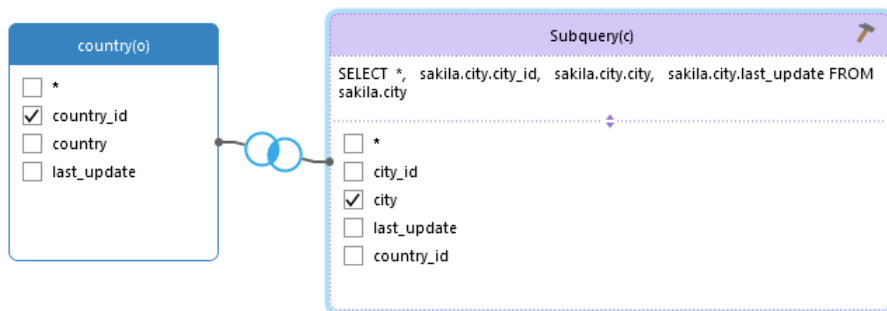 country(o)
*
country_id
country
last_update
Subquery(c)
SELECT *, sakila.city.city_id, sakila.city.city, sakila.city.last_update FROM
sakila.city
*
city_id
city
last_update
country_id